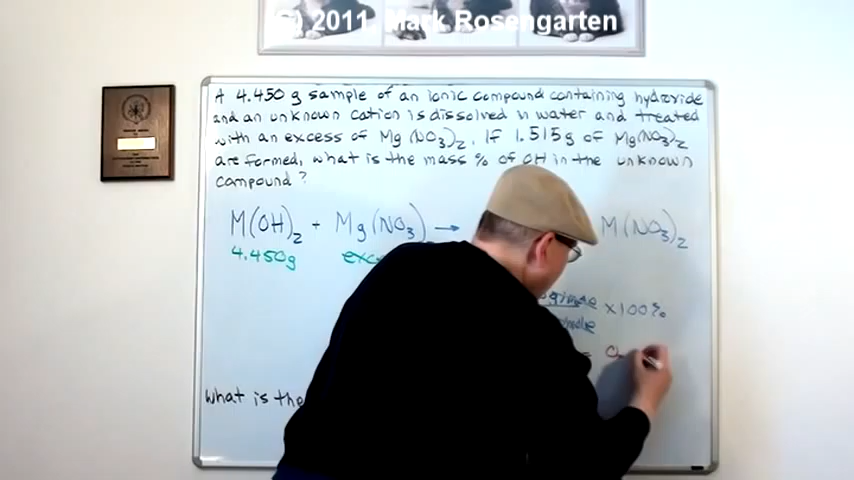 (C) 2011, Mark Rosengarten
A 4.450 g sample of an ionic compound containing hydroxide
and an unknown cation is dissolved in water and treated
with an excess of Mg(NO3)2. If 1.515g of Mg(NO3)2
are formed, what is the mass % of OH in the unknown
compound?
M(OH)2 + Mg(NO3) → M(NO3)2
4.450g
x100%
what is the